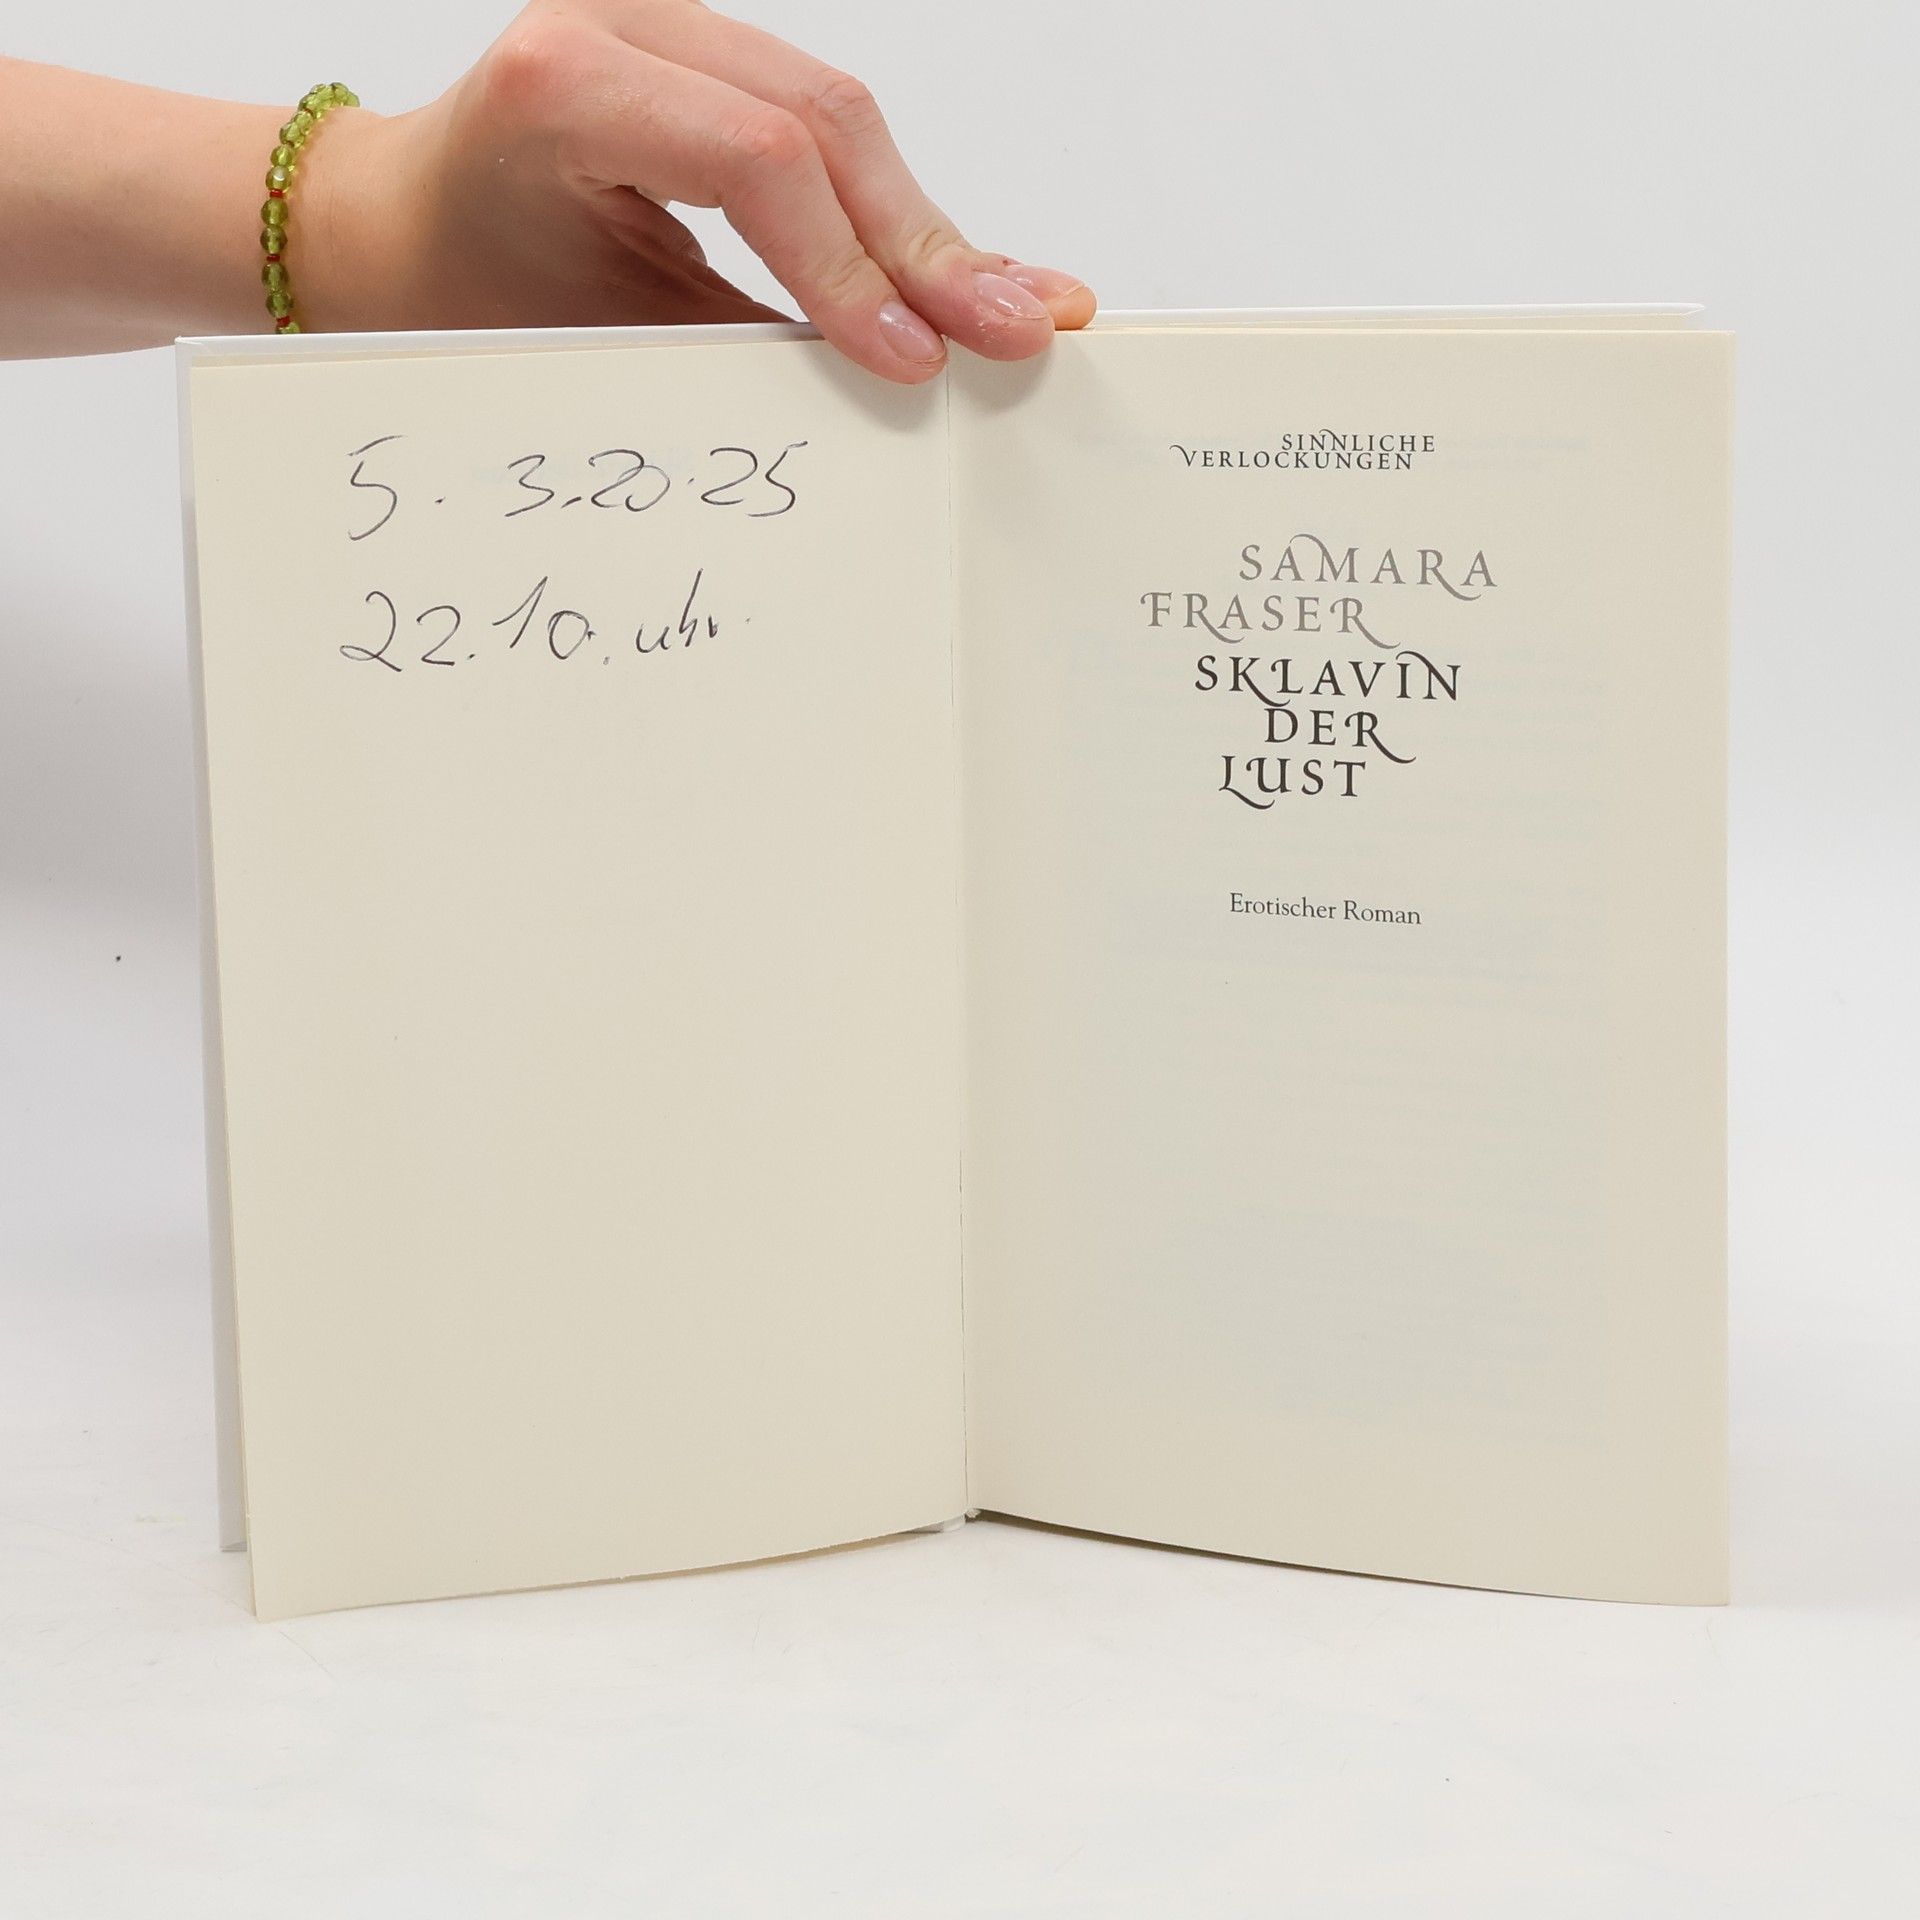 5. 3.20.25
22.10. uhr.
SINNLICHE
VERLOCKUNGEN
SAMARA
FRASER
SKLAVIN
DER
LUST
Erotischer Roman